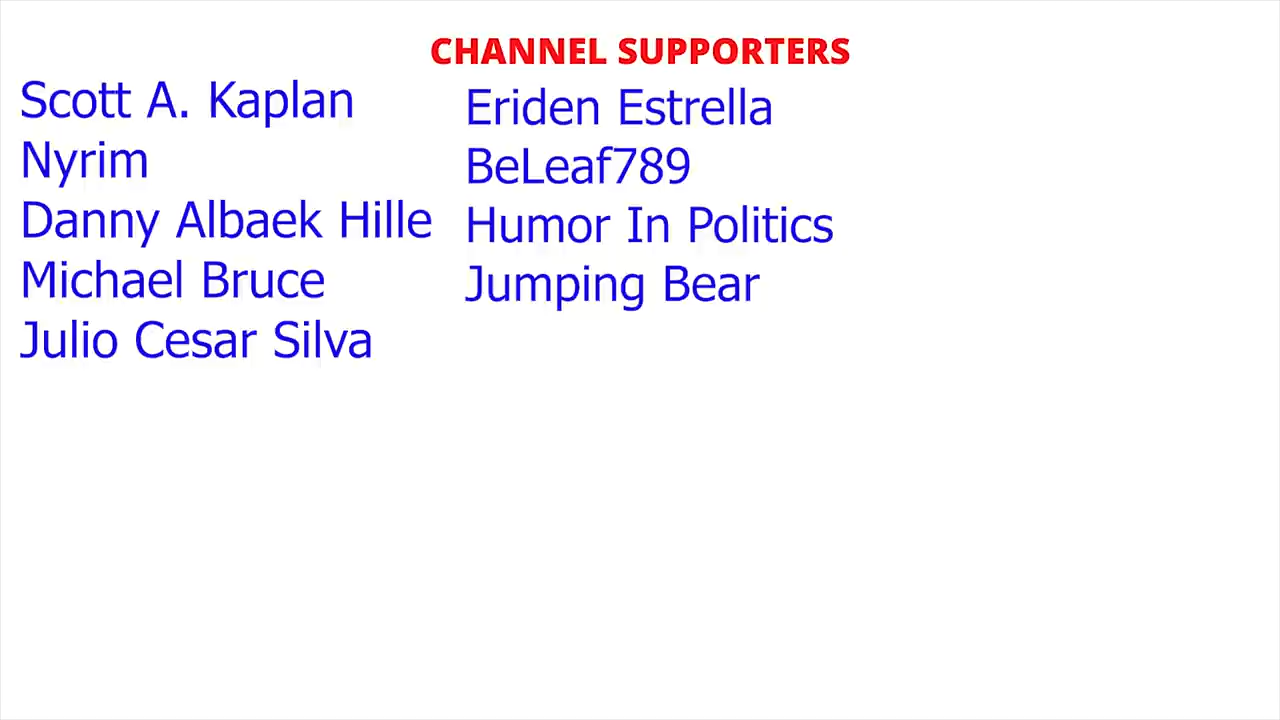 CHANNEL SUPPORTERS
Scott A. Kaplan
Nyrim
Danny Albaek Hille
Michael Bruce
Julio Cesar Silva
Eriden Estrella
BeLeaf789
Humor In Politics
Jumping Bear